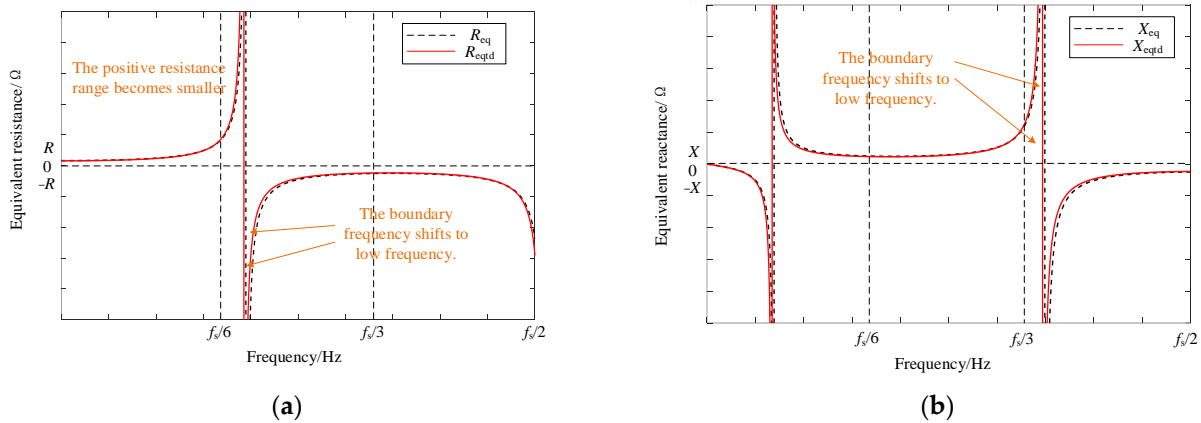 R_eq
R_eqtd
The positive resistance
range becomes smaller
Equivalent resistance/ Ω
R
0
–R
The boundary
frequency shifts to
low frequency.
f_s/6
f_s/3
f_s/2
Frequency/Hz
(a)
X_eq
X_eqtd
The boundary
frequency shifts to
low frequency.
Equivalent reactance/ Ω
X
0
–X
f_s/6
f_s/3
f_s/2
Frequency/Hz
(b)